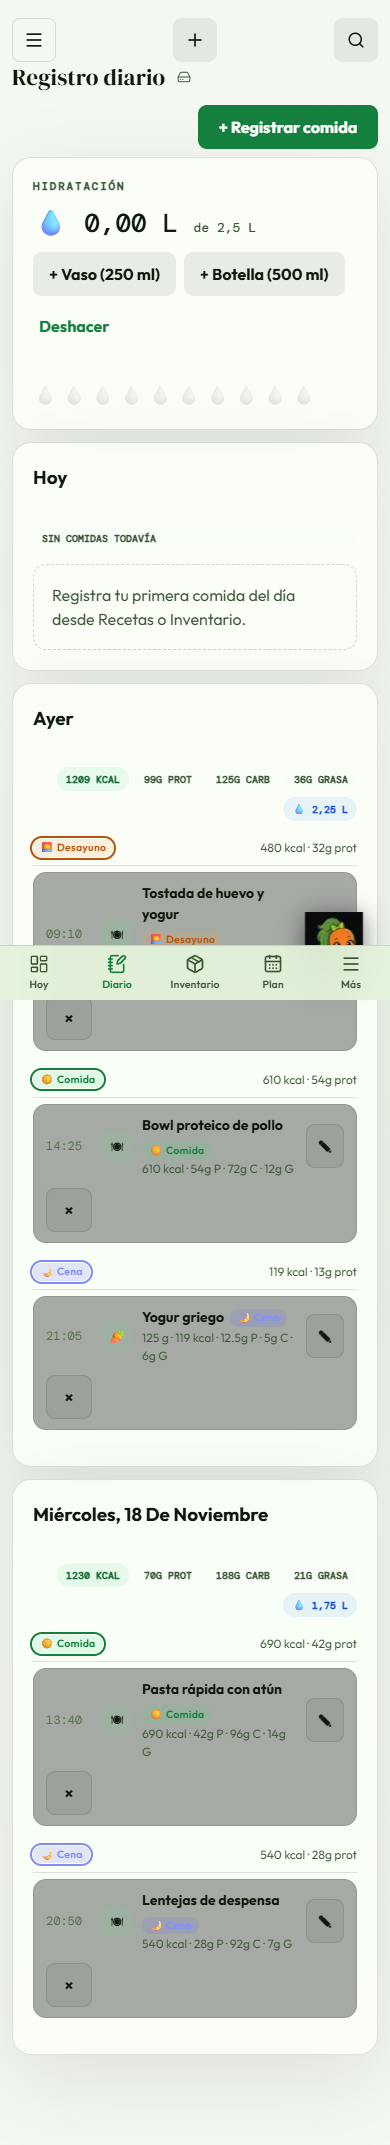 Registro diario
+ Registrar comida
HIDRATACIÓN
0,00 L de 2,5 L
+ Vaso (250 ml) + Botella (500 ml)
Deshacer
Hoy
SIN COMIDAS TODAVÍA
Registra tu primera comida del día
desde Recetas o Inventario.
Ayer
1209 KCAL 99G PROT 125G CARB 36G GRASA
2,25 L
Desayuno 480 kcal · 32g prot
Tostada de huevo y
yogur
09:10
Desayuno
Hoy Diario Inventario Plan Más
×
Comida 610 kcal · 54g prot
Bowl proteico de pollo
14:25
Comida
610 kcal · 54g P · 72g C · 12g G
×
Cena 119 kcal · 13g prot
Yogur griego Cena
21:05
125 g · 119 kcal · 12.5g P · 5g C ·
6g G
×
Miércoles, 18 De Noviembre
1230 KCAL 70G PROT 188G CARB 21G GRASA
1,75 L
Comida 690 kcal · 42g prot
Pasta rápida con atún
13:40
Comida
690 kcal · 42g P · 96g C · 14g
G
×
Cena 540 kcal · 28g prot
Lentejas de despensa
20:50
Cena
540 kcal · 28g P · 92g C · 7g G
×